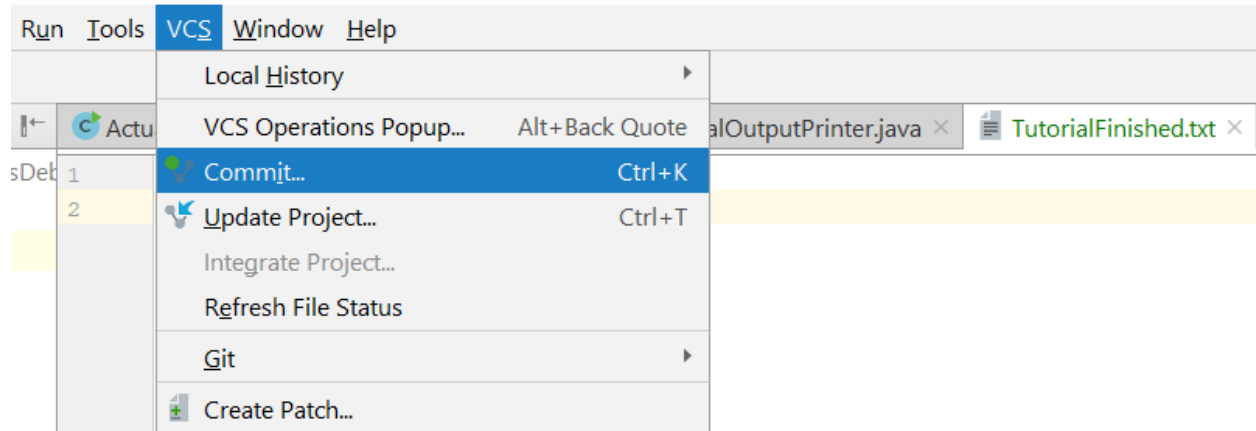 Run Tools VCS Window Help
Local History
VCS Operations Popup... Alt+Back Quote
Actu
alOutputPrinter.java
TutorialFinished.txt
sDeb
1
Commit... Ctrl+K
2
Update Project... Ctrl+T
Integrate Project...
Refresh File Status
Git
Create Patch...